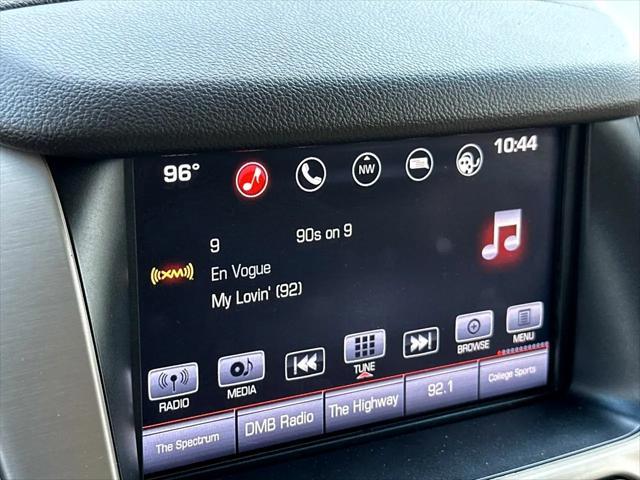 96°
NW
10:44
9 90s on 9
((XM))
En Vogue
My Lovin' (92)
RADIO
MEDIA
TUNE
BROWSE
MENU
The Spectrum
DMB Radio
The Highway
92.1
College Sports